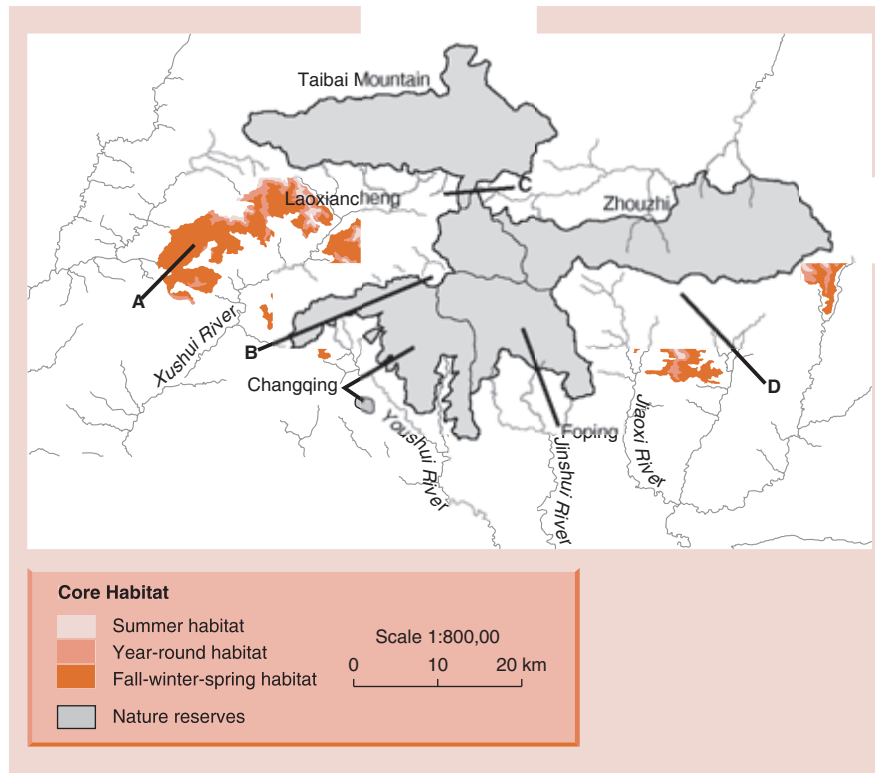 Taibai Mountain
C
Laoxiancheng
Zhouzhi
A
Xushui River
B
Changqing
D
Youshui River
Foping
Jinshui River
Jiaoxi River
Core Habitat
Summer habitat
Year-round habitat
Fall-winter-spring habitat
Nature reserves
Scale 1:800,00
0 10 20 km